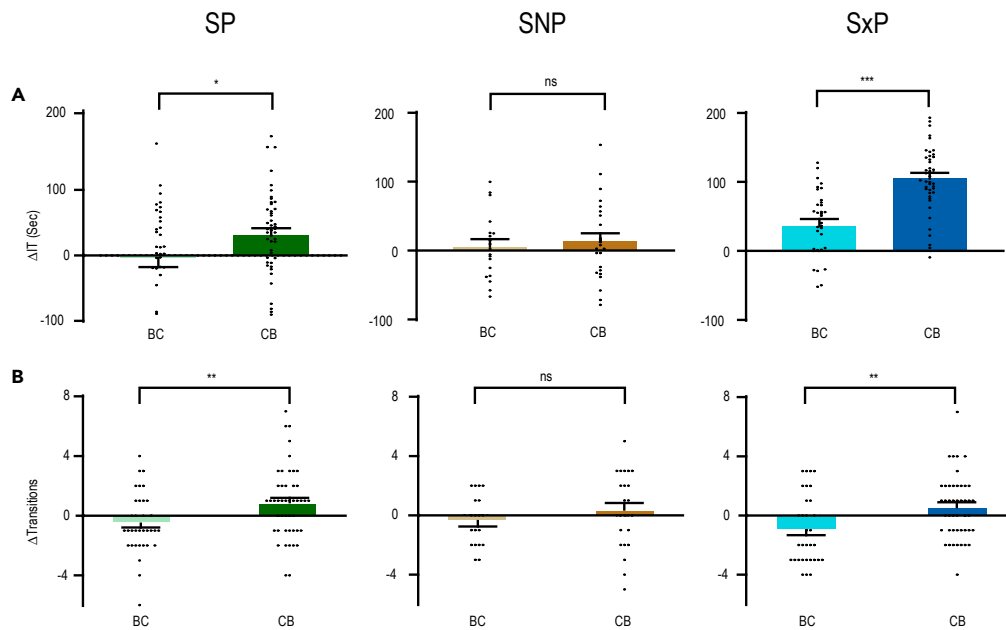 SP SNP SxP
A
* ns ***
200 200 200
100 100 100
0 0 0
-100 -100 -100
ΔIT (Sec)
BC CB BC CB BC CB
B
** ns **
8 8 8
4 4 4
0 0 0
-4 -4 -4
ΔTransitions
BC CB BC CB BC CB